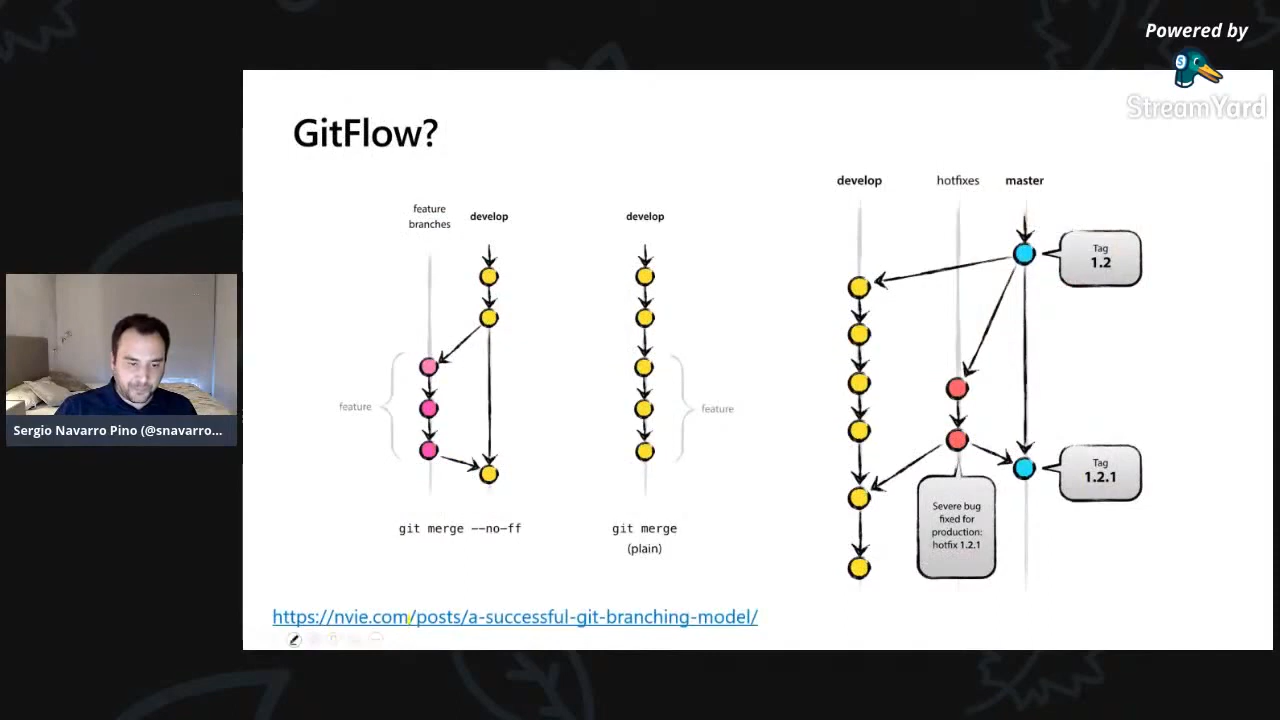 Powered by
StreamYard
GitFlow?
feature
branches
develop
feature
git merge --no-ff
develop
feature
git merge
(plain)
develop
hotfixes
master
Tag
1.2
Tag
1.2.1
Severe bug
fixed for
production:
hotfix 1.2.1
https://nvie.com/posts/a-successful-git-branching-model/
Sergio Navarro Pino (@snavarro...